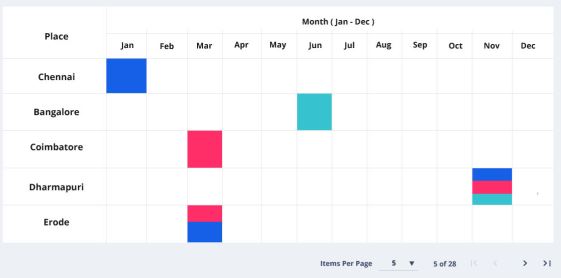 Place
Month ( Jan - Dec )
Jan Feb Mar Apr May Jun Jul Aug Sep Oct Nov Dec
Chennai
Bangalore
Coimbatore
Dharmapuri
Erode
Items Per Page 5 ▼ 5 of 28 |< < > >|